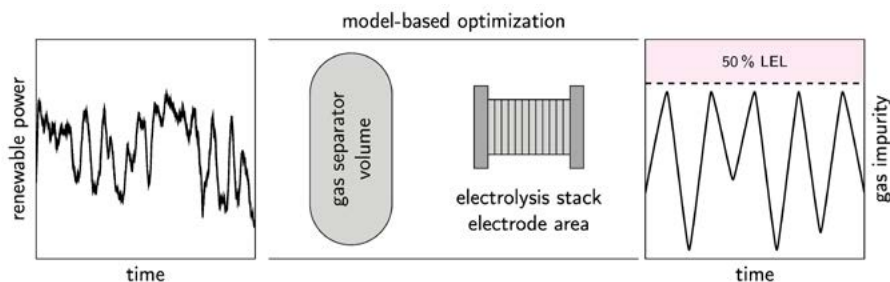 model-based optimization
renewable power
time
gas separator
volume
electrolysis stack
electrode area
50 % LEL
time
gas impurity